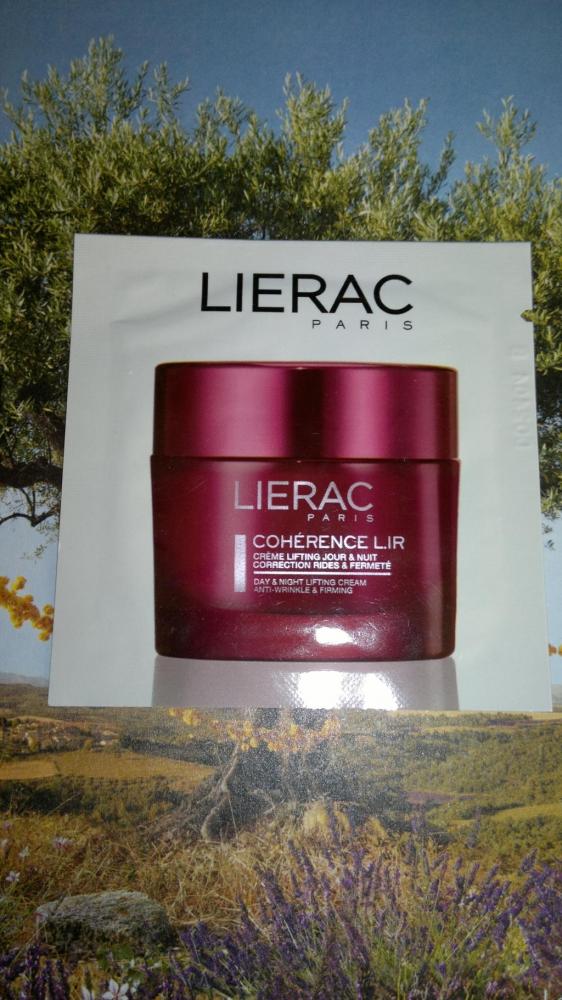 LIERAC
PARIS
LIERAC
PARIS
COHÉRENCE L.IR
CRÈME LIFTING JOUR & NUIT
CORRECTION RIDES & FERMETÉ
DAY & NIGHT LIFTING CREAM
ANTI-WRINKLE & FIRMING